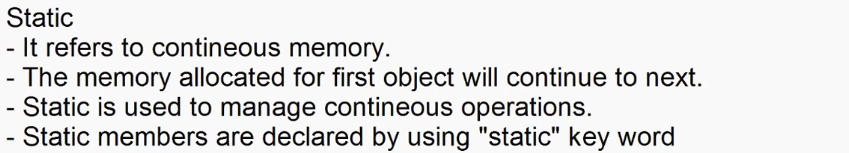 Static
- It refers to contineous memory.
- The memory allocated for first object will continue to next.
- Static is used to manage contineous operations.
- Static members are declared by using "static" key word